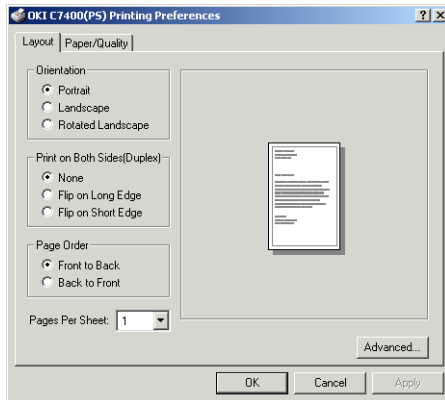 OKI C7400(PS) Printing Preferences
Layout
Paper/Quality
Orientation
Portrait
Landscape
Rotated Landscape
Print on Both Sides(Duplex)
None
Flip on Long Edge
Flip on Short Edge
Page Order
Front to Back
Back to Front
Pages Per Sheet: 1
Advanced...
OK
Cancel
Apply